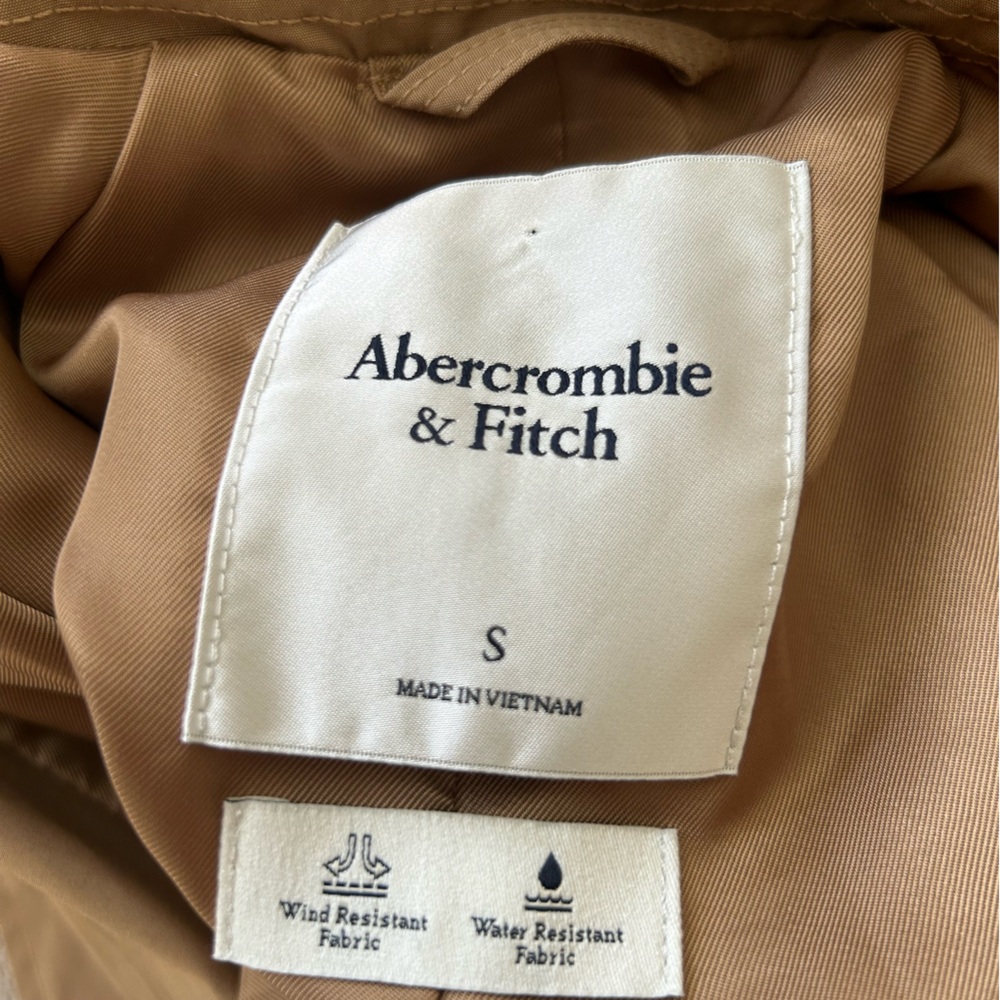 Abercrombie
& Fitch
S
MADE IN VIETNAM
Wind Resistant
Fabric
Water Resistant
Fabric